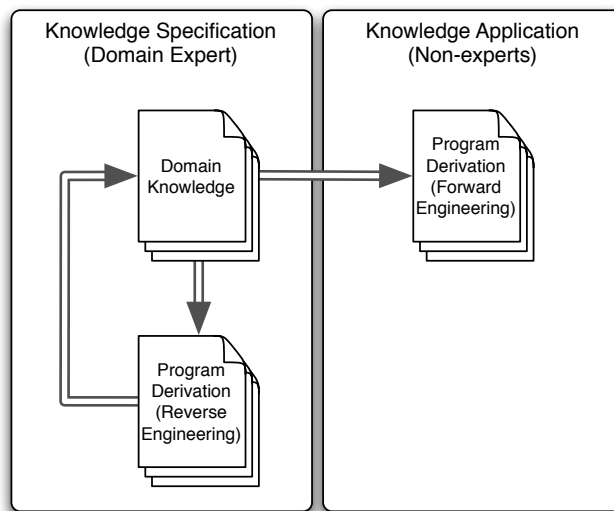 Knowledge Specification
(Domain Expert)
Knowledge Application
(Non-experts)
Domain
Knowledge
Program
Derivation
(Forward
Engineering)
Program
Derivation
(Reverse
Engineering)